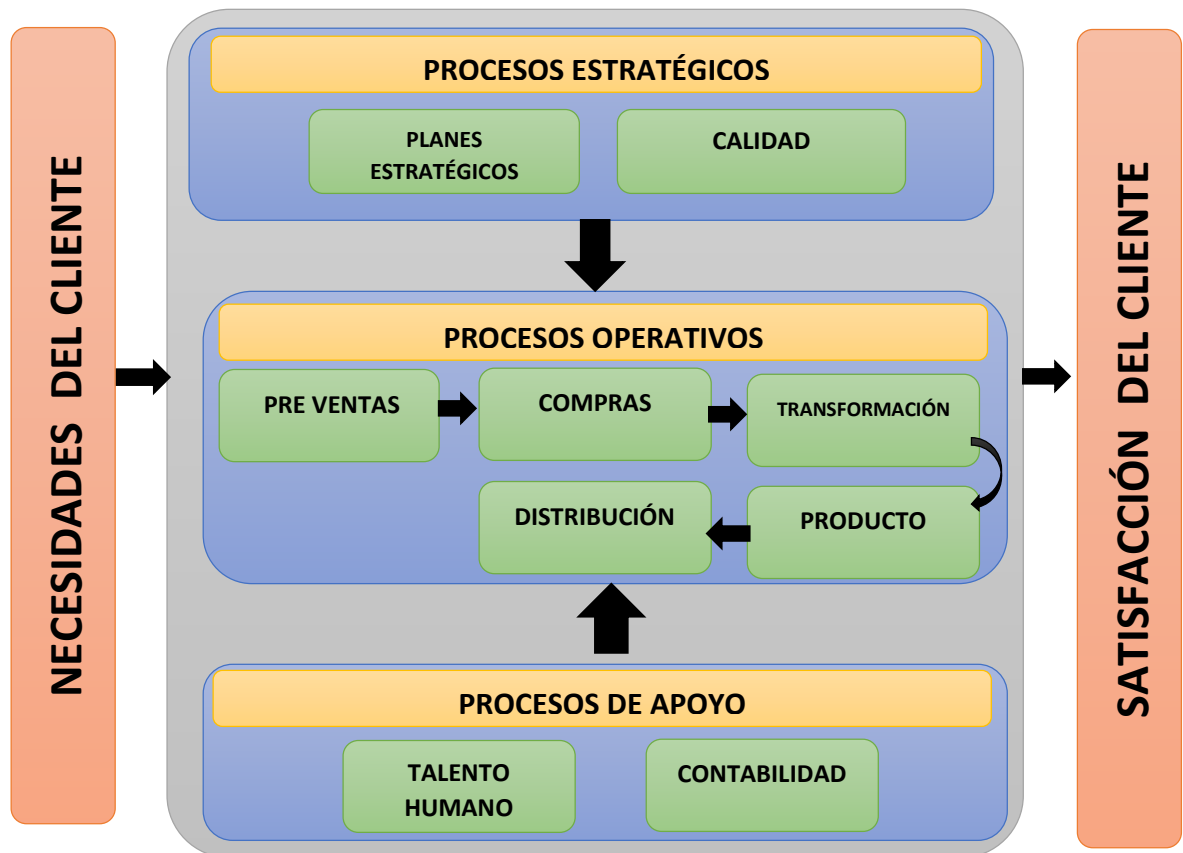 NECESIDADES DEL CLIENTE
PROCESOS ESTRATÉGICOS
PLANES
ESTRATÉGICOS
CALIDAD
PROCESOS OPERATIVOS
PRE VENTAS
COMPRAS
TRANSFORMACIÓN
DISTRIBUCIÓN
PRODUCTO
PROCESOS DE APOYO
TALENTO
HUMANO
CONTABILIDAD
SATISFACCIÓN DEL CLIENTE